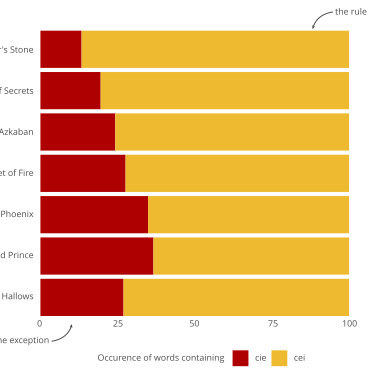 the rule
r's Stone
f Secrets
Azkaban
et of Fire
Phoenix
d Prince
Hallows
0 25 50 75 100
he exception
Occurence of words containing cie cei